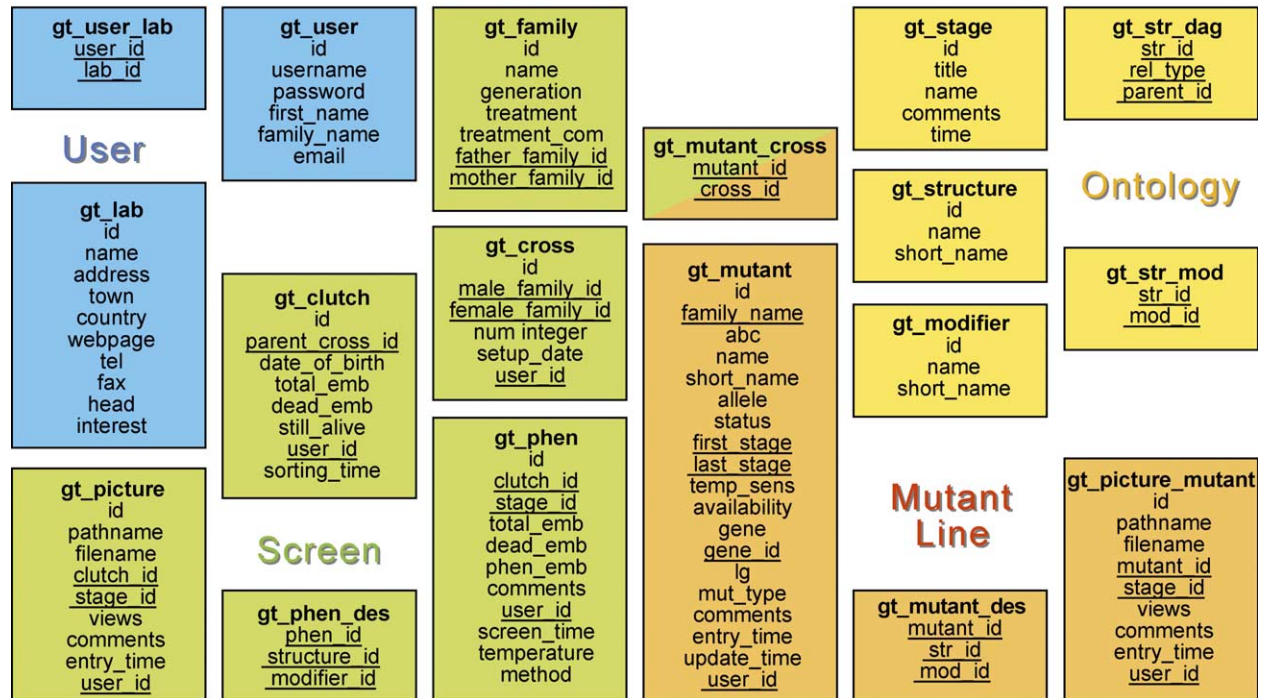 gt_user_lab
user_id
lab_id
User
gt_lab
id
name
address
town
country
webpage
tel
fax
head
interest
gt_picture
id
pathname
filename
clutch_id
stage_id
views
comments
entry_time
user_id
gt_user
id
username
password
first_name
family_name
email
gt_clutch
id
parent_cross_id
date_of_birth
total_emb
dead_emb
still_alive
user_id
sorting_time
Screen
gt_phen_des
phen_id
structure_id
modifier_id
gt_family
id
name
generation
treatment
treatment_com
father_family_id
mother_family_id
gt_cross
id
male_family_id
female_family_id
num integer
setup_date
user_id
gt_phen
id
clutch_id
stage_id
total_emb
dead_emb
phen_emb
comments
user_id
screen_time
temperature
method
gt_mutant_cross
mutant_id
cross_id
gt_mutant
id
family_name
abc
name
short_name
allele
status
first_stage
last_stage
temp_sens
availability
gene
gene_id
lg
mut_type
comments
entry_time
update_time
user_id
gt_stage
id
title
name
comments
time
gt_structure
id
name
short_name
gt_modifier
id
name
short_name
Mutant
Line
gt_mutant_des
mutant_id
str_id
mod_id
gt_str_dag
str_id
rel_type
parent_id
Ontology
gt_str_mod
str_id
mod_id
gt_picture_mutant
id
pathname
filename
mutant_id
stage_id
views
comments
entry_time
user_id